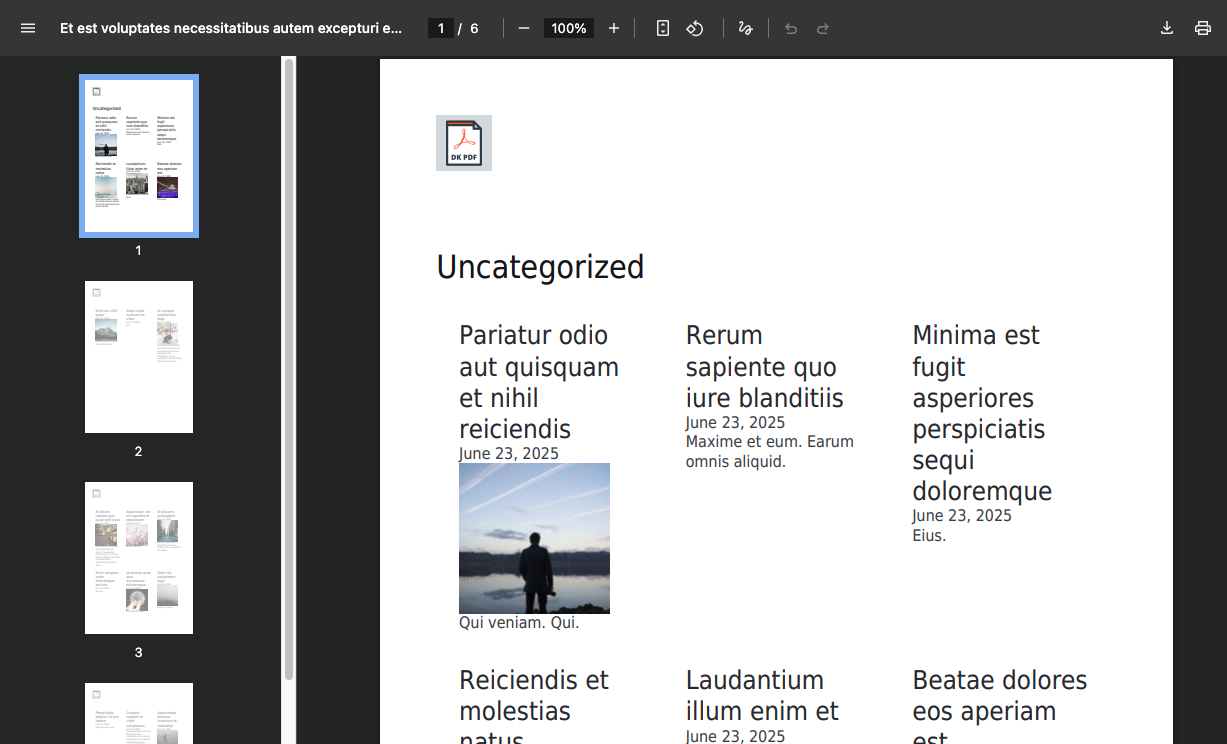 Et est voluptates necessitatibus autem excepturi e...
1 / 6
100%
1
2
3
DK PDF
Uncategorized
Pariatur odio
aut quisquam
et nihil
reiciendis
June 23, 2025
Qui veniam. Qui.
Rerum
sapiente quo
iure blanditiis
June 23, 2025
Maxime et eum. Earum
omnis aliquid.
Minima est
fugit
asperiores
perspiciatis
sequi
doloremque
June 23, 2025
Eius.
Reiciendis et
molestias
natus
Laudantium
illum enim et
June 23, 2025
Beatae dolores
eos aperiam
est